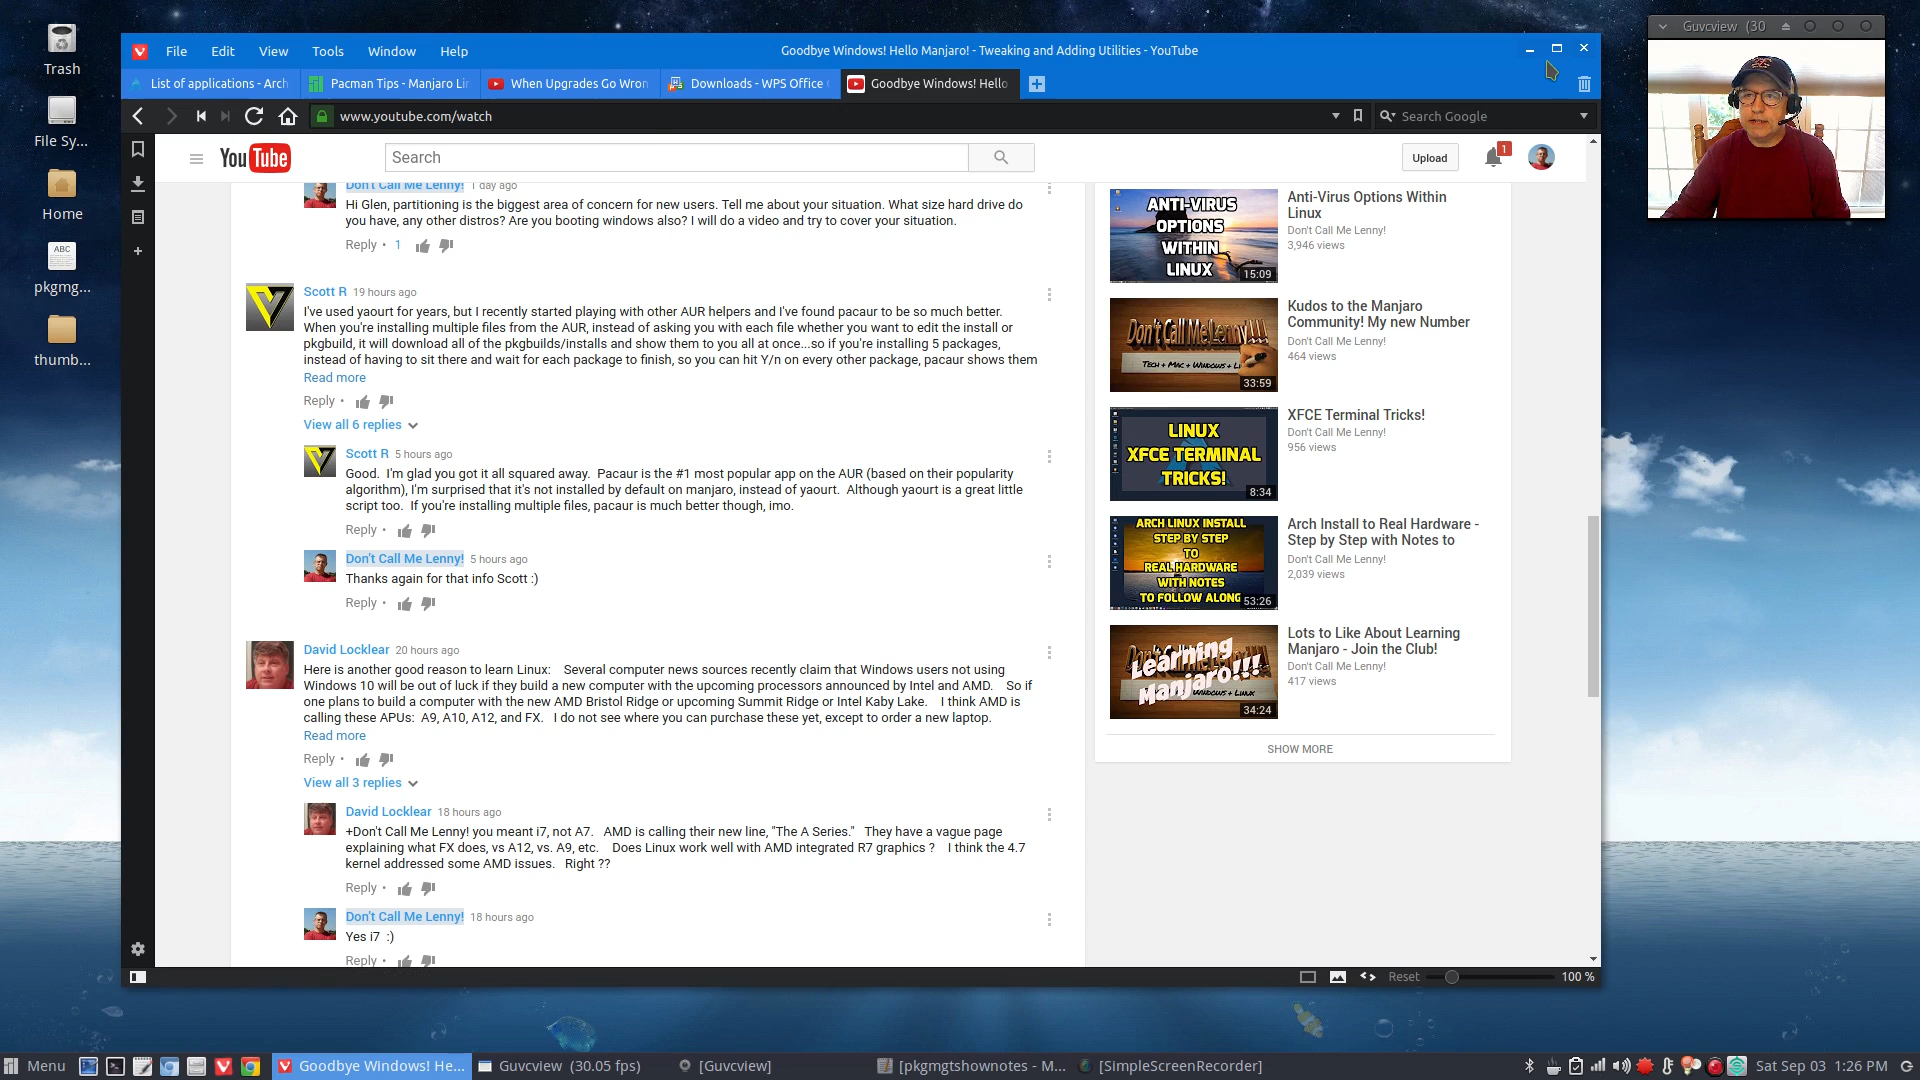 Trash
File Sy...
Home
ABC
pkgmg...
thumb...
File Edit View Tools Window Help
Goodbye Windows! Hello Manjaro! - Tweaking and Adding Utilities - YouTube
List of applications - Arch
Pacman Tips - Manjaro Lin
When Upgrades Go Wron
Downloads - WPS Office
Goodbye Windows! Hello
www.youtube.com/watch
Search Google
YouTube
Search
Upload
1
Don't Call Me Lenny! 1 day ago
Hi Glen, partitioning is the biggest area of concern for new users. Tell me about your situation. What size hard drive do
you have, any other distros? Are you booting windows also? I will do a video and try to cover your situation.
Reply • 1
Scott R 19 hours ago
I've used yaourt for years, but I recently started playing with other AUR helpers and I've found pacaur to be so much better.
When you're installing multiple files from the AUR, instead of asking you with each file whether you want to edit the install or
pkgbuild, it will download all of the pkgbuilds/installs and show them to you all at once...so if you're installing 5 packages,
instead of having to sit there and wait for each package to finish, so you can hit Y/n on every other package, pacaur shows them
Read more
Reply •
View all 6 replies
Scott R 5 hours ago
Good. I'm glad you got it all squared away. Pacaur is the #1 most popular app on the AUR (based on their popularity
algorithm), I'm surprised that it's not installed by default on manjaro, instead of yaourt. Although yaourt is a great little
script too. If you're installing multiple files, pacaur is much better though, imo.
Reply •
Don't Call Me Lenny! 5 hours ago
Thanks again for that info Scott :)
Reply •
David Locklear 20 hours ago
Here is another good reason to learn Linux: Several computer news sources recently claim that Windows users not using
Windows 10 will be out of luck if they build a new computer with the upcoming processors announced by Intel and AMD. So if
one plans to build a computer with the new AMD Bristol Ridge or upcoming Summit Ridge or Intel Kaby Lake. I think AMD is
calling these APUs: A9, A10, A12, and FX. I do not see where you can purchase these yet, except to order a new laptop.
Read more
Reply •
View all 3 replies
David Locklear 18 hours ago
+Don't Call Me Lenny! you meant i7, not A7. AMD is calling their new line, "The A Series." They have a vague page
explaining what FX does, vs A12, vs. A9, etc. Does Linux work well with AMD integrated R7 graphics ? I think the 4.7
kernel addressed some AMD issues. Right ??
Reply •
Don't Call Me Lenny! 18 hours ago
Yes i7 :)
Reply •
ANTI-VIRUS
OPTIONS
WITHIN
LINUX
15:09
Anti-Virus Options Within
Linux
Don't Call Me Lenny!
3,946 views
Don't Call Me Lenny!!!
33:59
Kudos to the Manjaro
Community! My new Number
Don't Call Me Lenny!
464 views
LINUX
XFCE TERMINAL
TRICKS!
8:34
XFCE Terminal Tricks!
Don't Call Me Lenny!
956 views
ARCH LINUX INSTALL
STEP BY STEP
TO
REAL HARDWARE
WITH NOTES
TO FOLLOW ALONG
53:26
Arch Install to Real Hardware -
Step by Step with Notes to
Don't Call Me Lenny!
2,039 views
Learning
Manjaro!!!
34:24
Lots to Like About Learning
Manjaro - Join the Club!
Don't Call Me Lenny!
417 views
SHOW MORE
Reset
100 %
Guvcview (30
Menu
Goodbye Windows! He...
Guvcview (30.05 fps)
[Guvcview]
[pkgmgtshownotes - M...
[SimpleScreenRecorder]
Sat Sep 03 1:26 PM